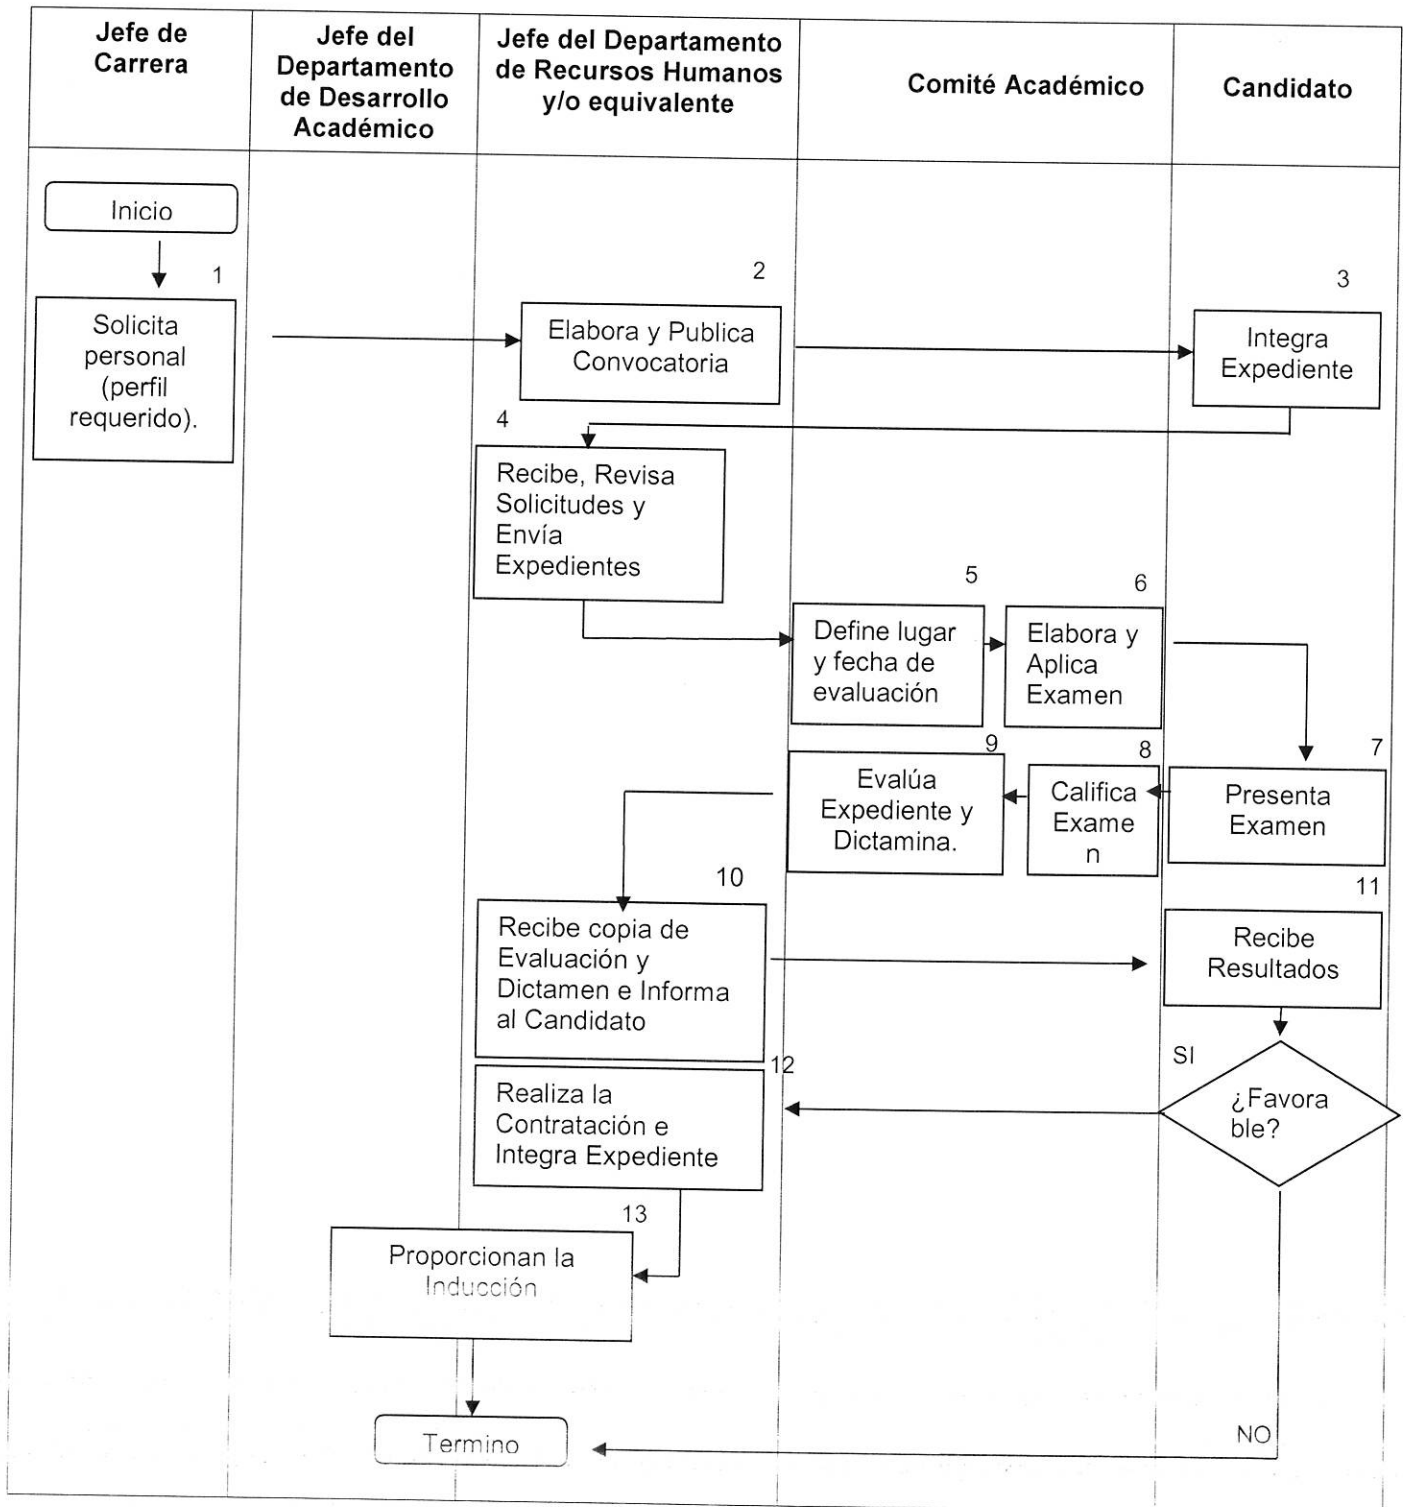 Jefe de
Carrera
Jefe del
Departamento
de Desarrollo
Académico
Jefe del Departamento
de Recursos Humanos
y/o equivalente
Comité Académico
Candidato
Inicio
1
Solicita
personal
(perfil
requerido).
2
Elabora y Publica
Convocatoria
3
Integra
Expediente
4
Recibe, Revisa
Solicitudes y
Envía
Expedientes
5
Define lugar
y fecha de
evaluación
6
Elabora y
Aplica
Examen
7
Presenta
Examen
8
Califica
Exame
n
9
Evalúa
Expediente y
Dictamina.
10
Recibe copia de
Evaluación y
Dictamen e Informa
al Candidato
11
Recibe
Resultados
SI
¿Favora
ble?
12
Realiza la
Contratación e
Integra Expediente
13
Proporcionan la
Inducción
NO
Termino